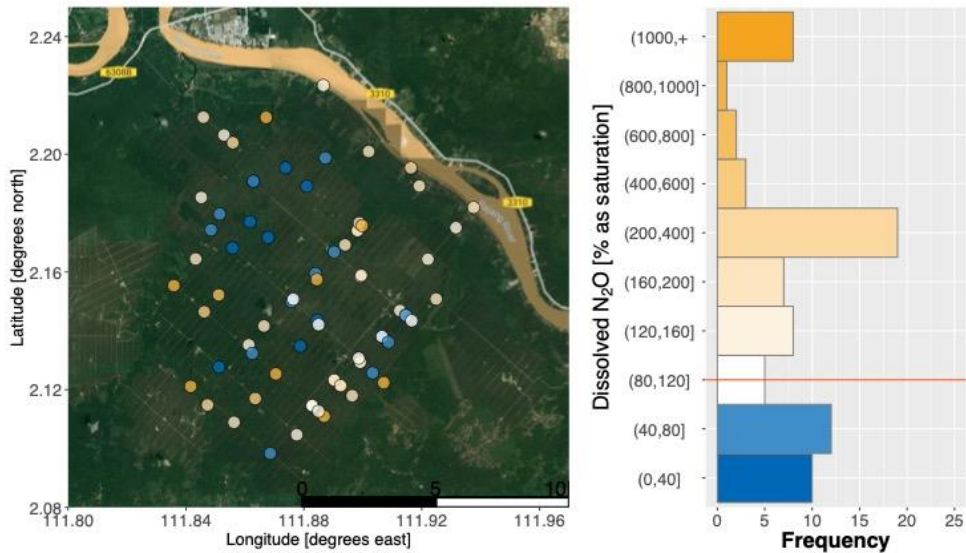 2.24
2.20
2.16
2.12
2.08
Latitude [degrees north]
6308B
3310
3310
0 5 10
111.80 111.84 111.88 111.92 111.96
Longitude [degrees east]
Dissolved N₂O [% as saturation]
(1000,+
(800,1000]
(600,800]
(400,600]
(200,400]
(160,200]
(120,160]
(80,120]
(40,80]
(0,40]
0 5 10 15 20 25
Frequency